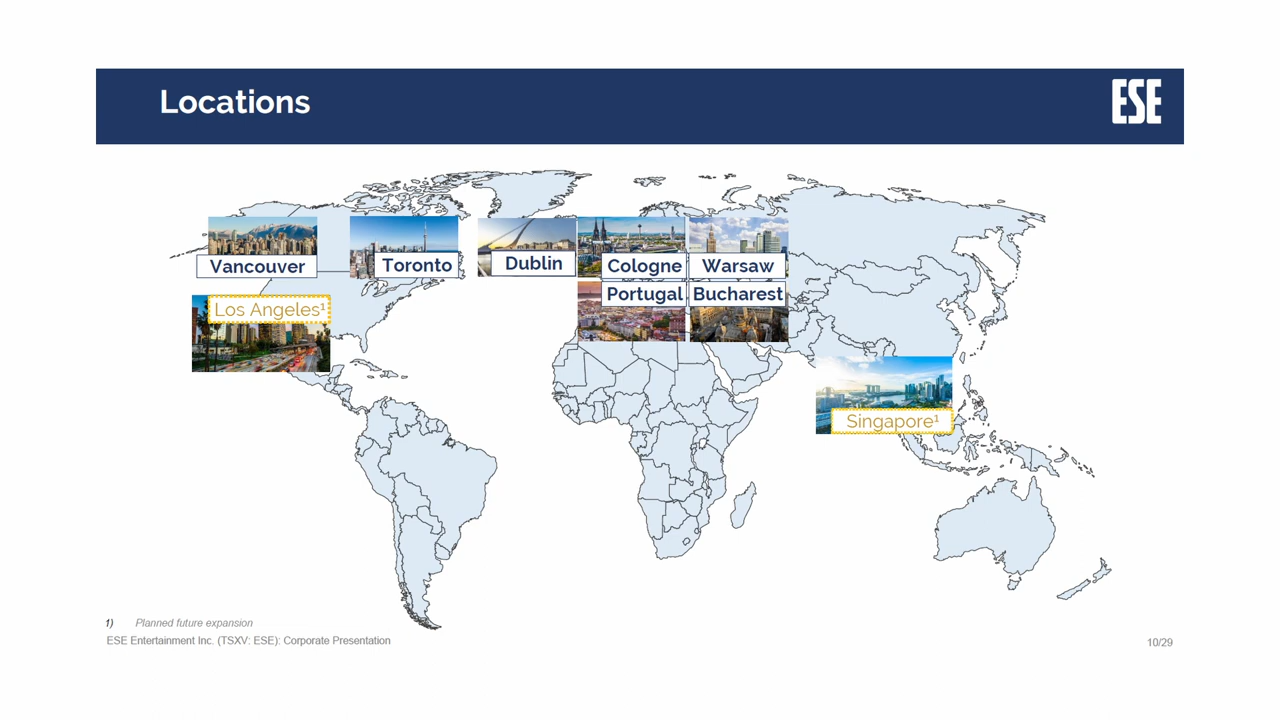 Locations
ESE
Vancouver
Toronto
Dublin
Cologne
Warsaw
Portugal
Bucharest
Los Angeles¹
Singapore¹
1) Planned future expansion
ESE Entertainment Inc. (TSXV: ESE): Corporate Presentation
10/29